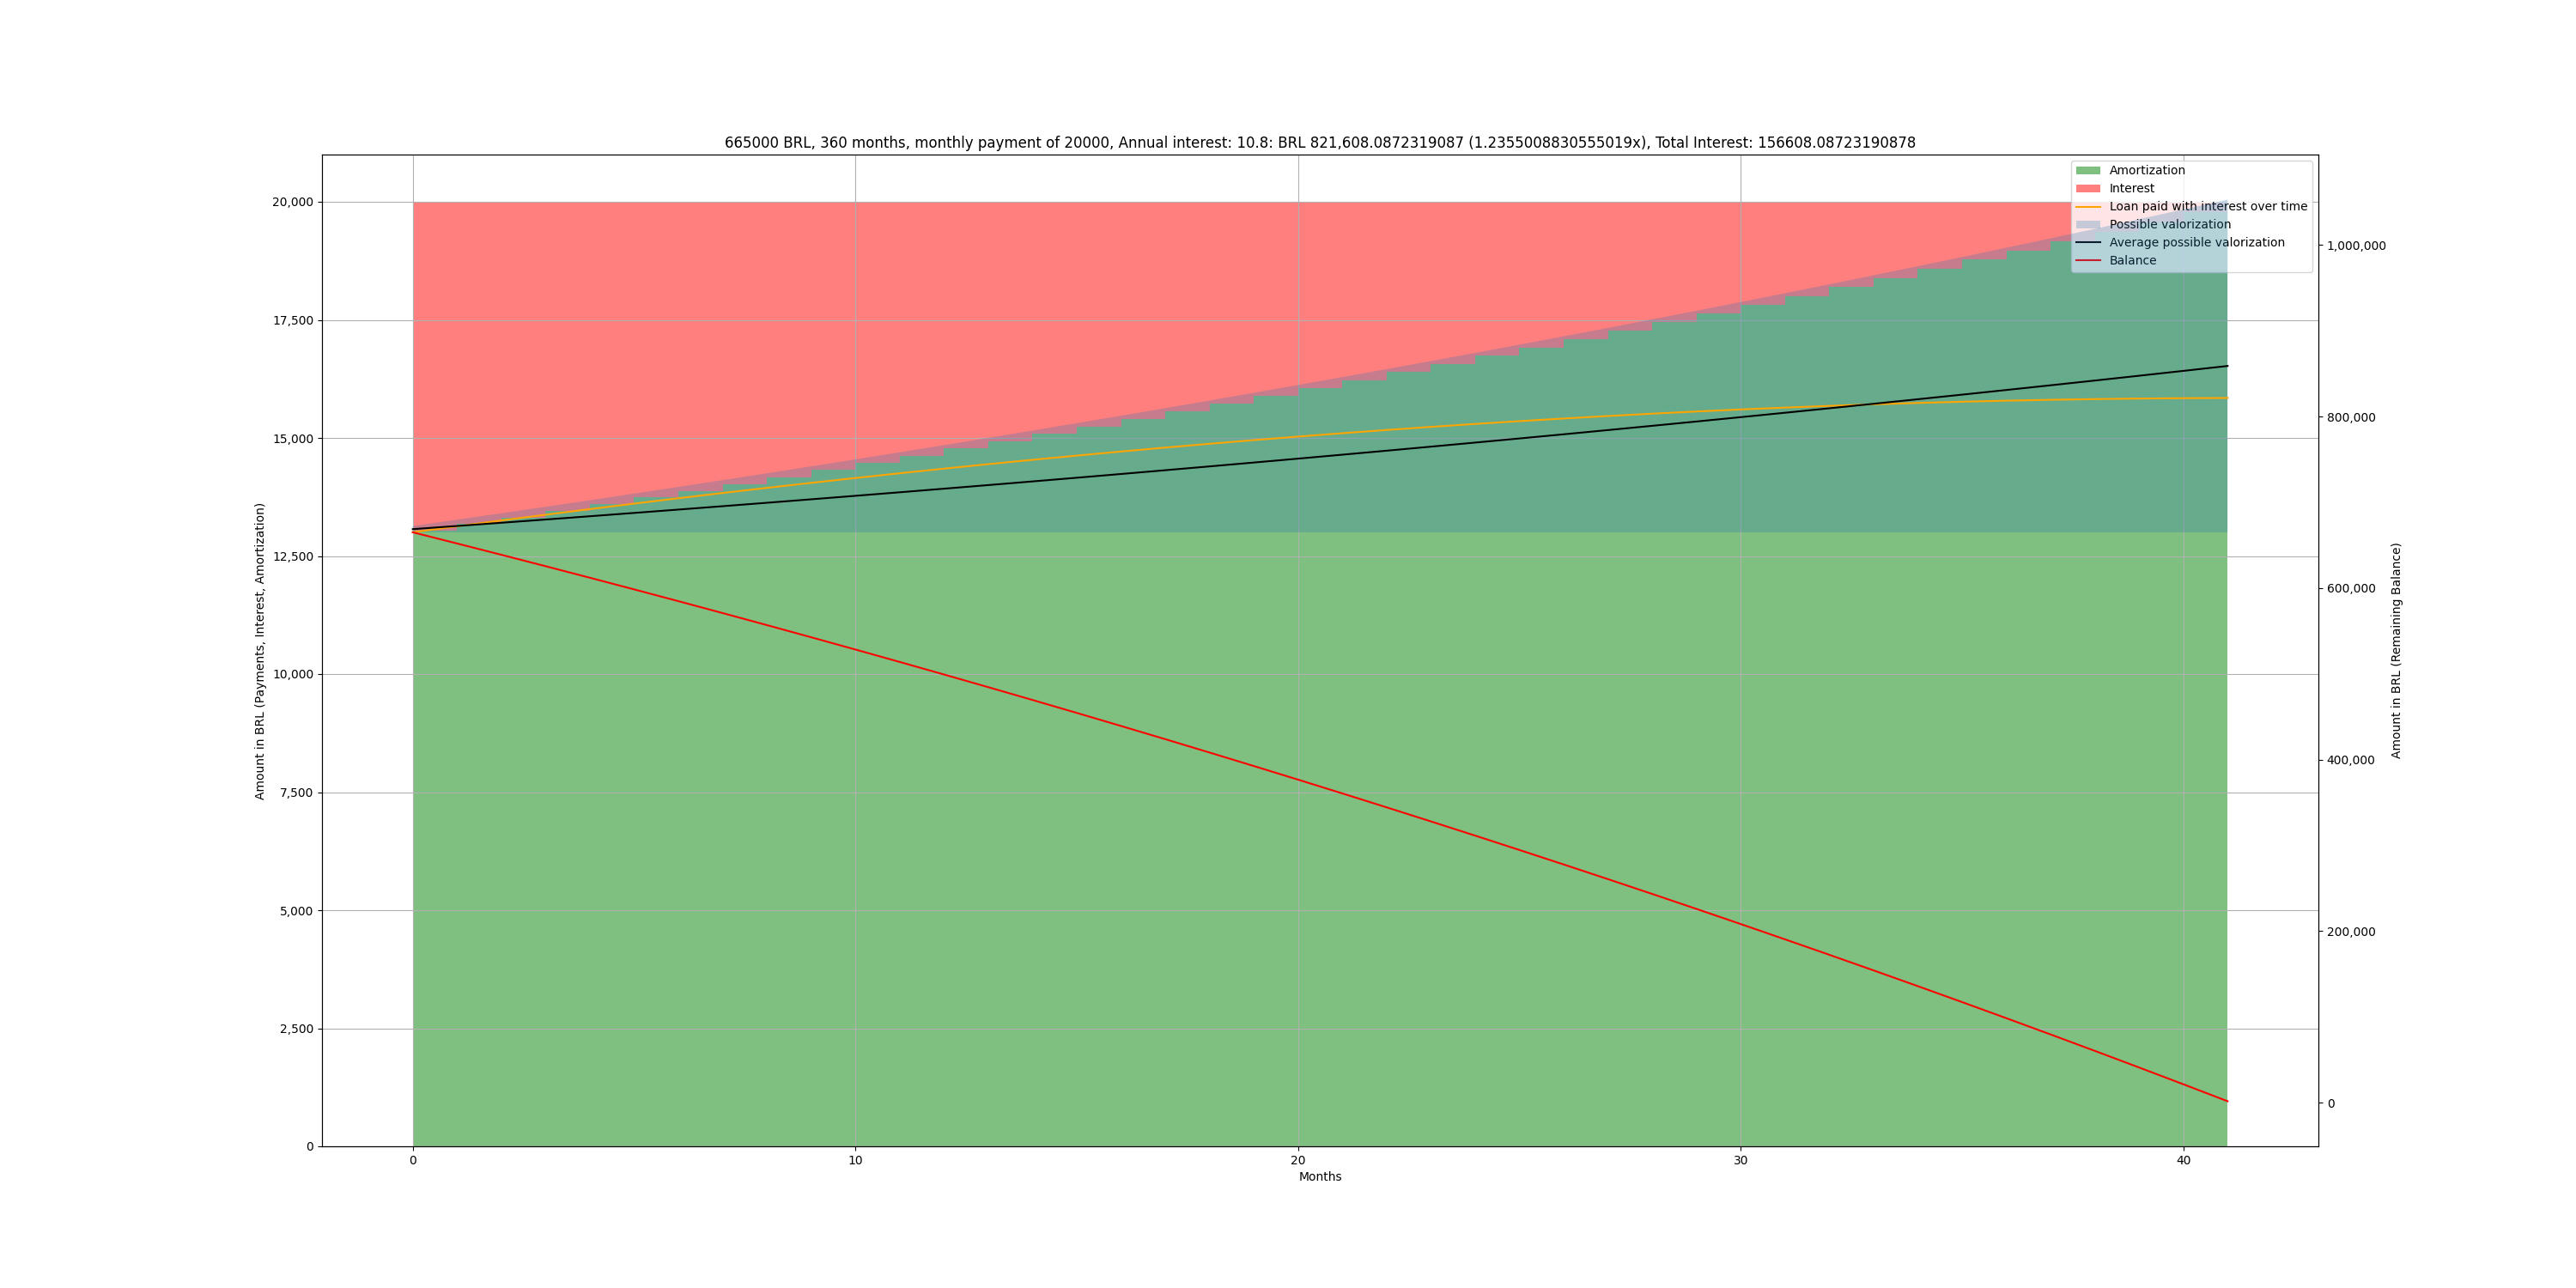 665000 BRL, 360 months, monthly payment of 20000, Annual interest: 10.8: BRL 821,608.0872319087 (1.2355008830555019x), Total Interest: 156608.08723190878
Amortization
Interest
Loan paid with interest over time
Possible valorization
Average possible valorization
Balance
20,000
17,500
15,000
12,500
10,000
7,500
5,000
2,500
0
Amount in BRL (Payments, Interest, Amortization)
1,000,000
800,000
600,000
400,000
200,000
0
Amount in BRL (Remaining Balance)
0
10
20
30
40
Months